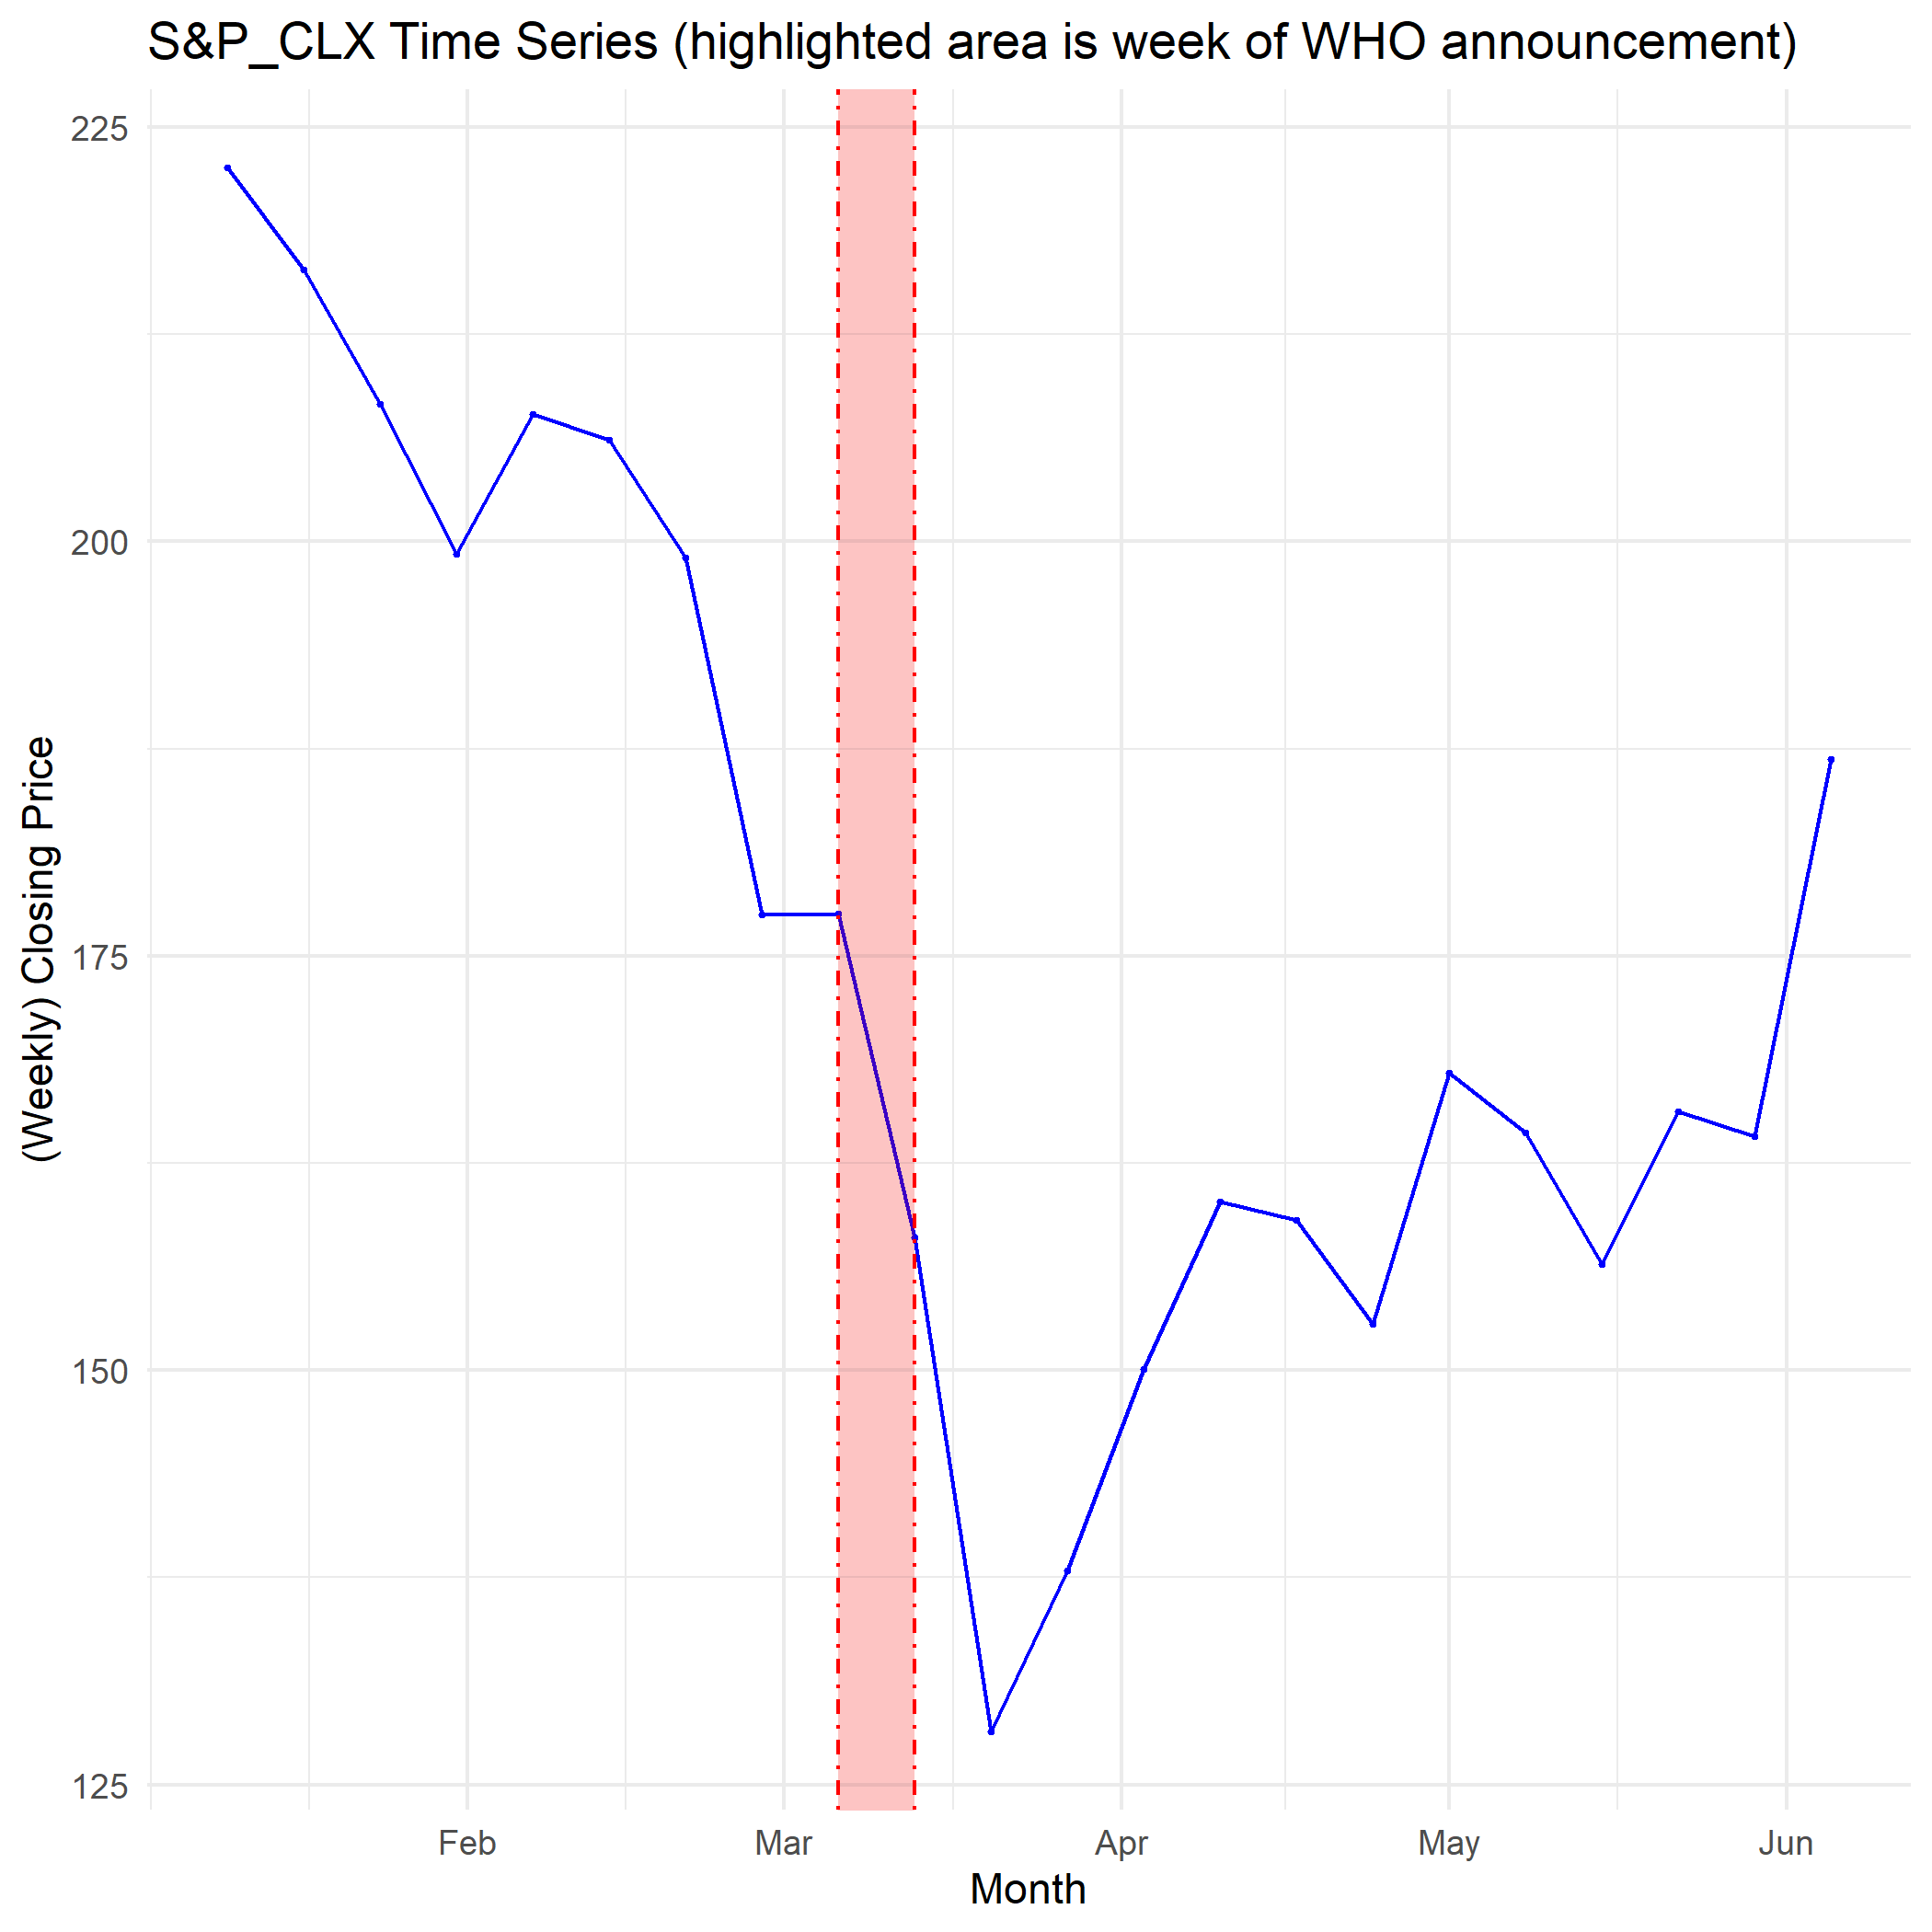 S&P_CLX Time Series (highlighted area is week of WHO announcement)
225
200
175
150
125
(Weekly) Closing Price
Feb
Mar
Apr
May
Jun
Month